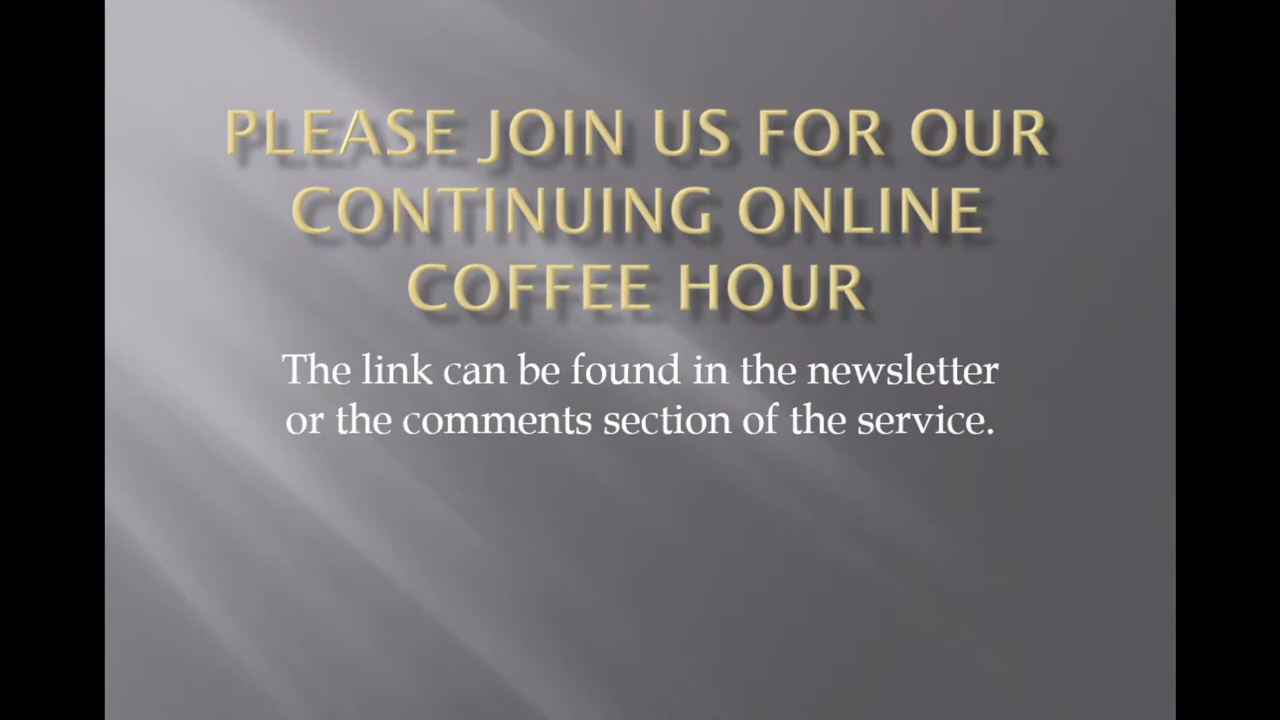 PLEASE JOIN US FOR OUR
CONTINUING ONLINE
COFFEE HOUR
The link can be found in the newsletter
or the comments section of the service.